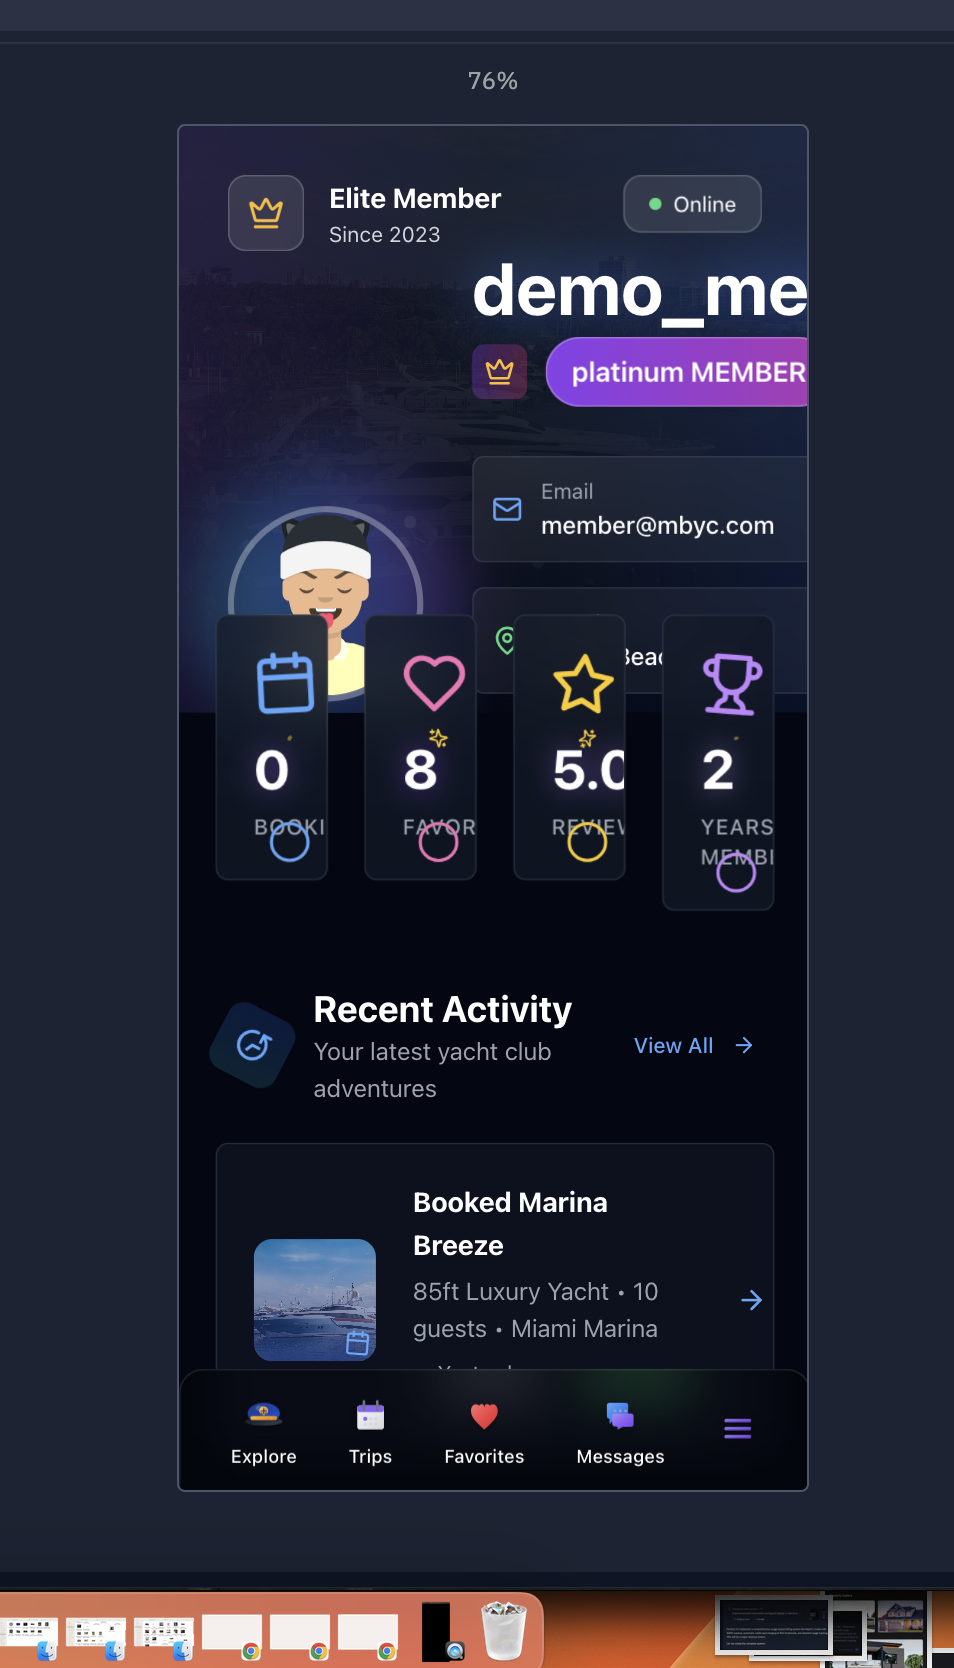 76%
Elite Member
Since 2023
Online
demo_me
platinum MEMBER
Email
member@mbyc.com
0
8
5.0
2
BOOKI
FAVOR
REVIEW
YEARS
MEMBI
Recent Activity
Your latest yacht club
adventures
View All
Booked Marina
Breeze
85ft Luxury Yacht • 10
guests • Miami Marina
Explore
Trips
Favorites
Messages